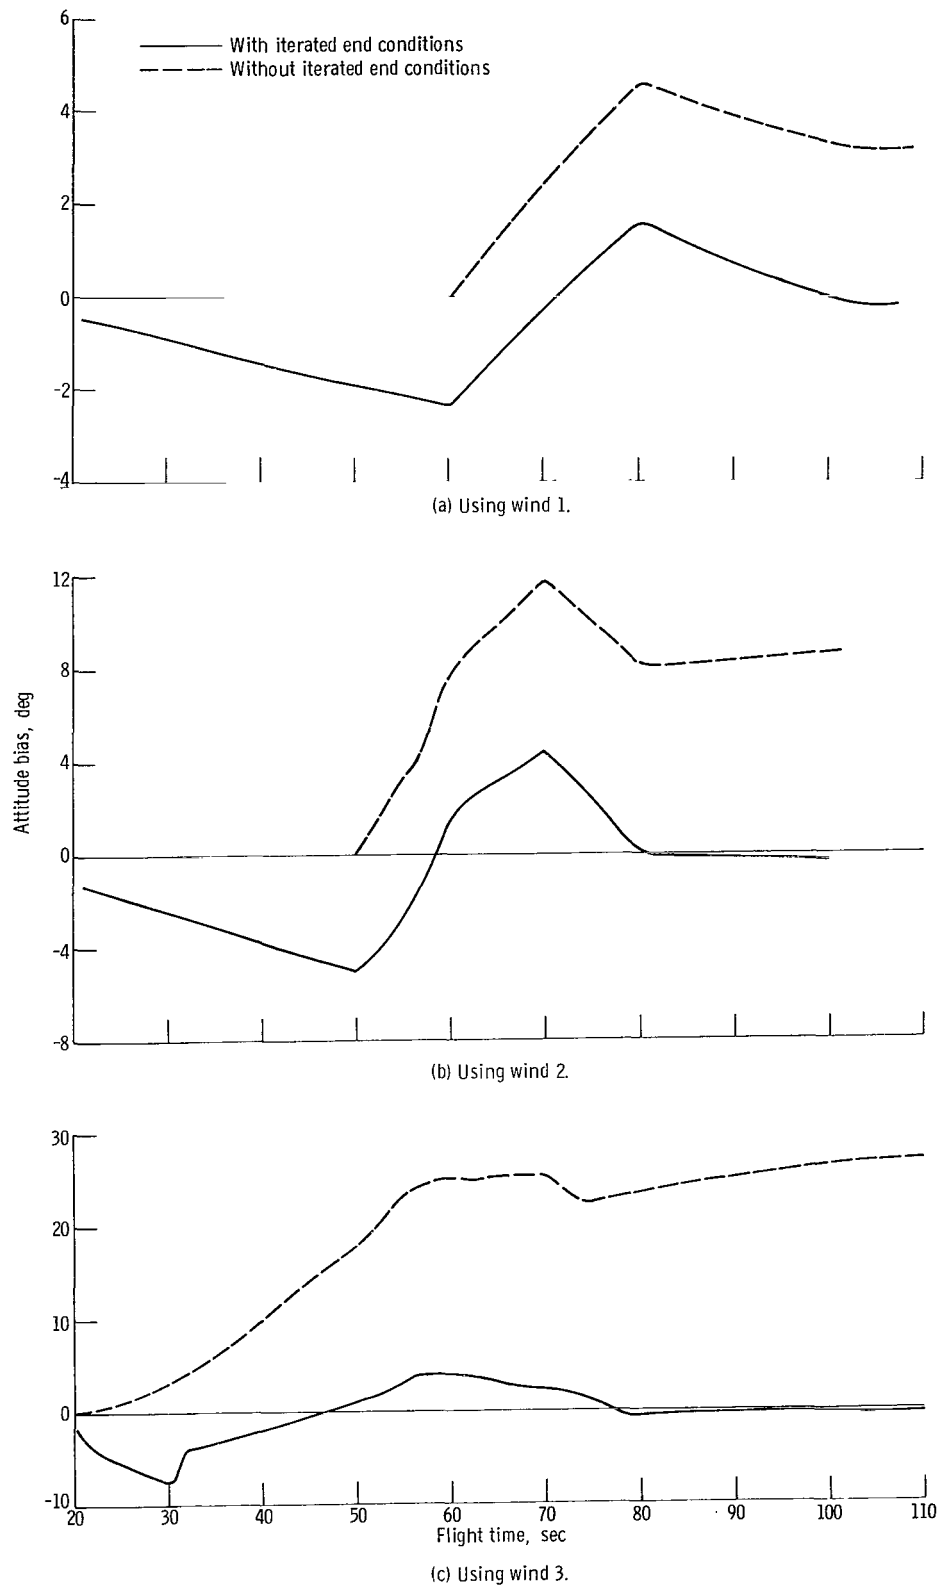 6
With iterated end conditions
Without iterated end conditions
4
2
0
-2
-4
(a) Using wind 1.
12
8
4
0
-4
-8
(b) Using wind 2.
Attitude bias, deg
30
20
10
0
-10
20 30 40 50 60 70 80 90 100 110
Flight time, sec
(c) Using wind 3.